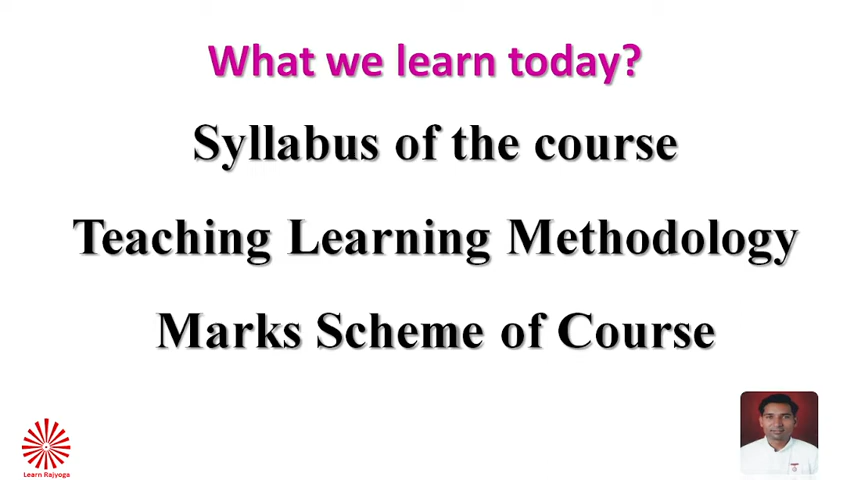 What we learn today?
Syllabus of the course
Teaching Learning Methodology
Marks Scheme of Course
Learn Rajyoga